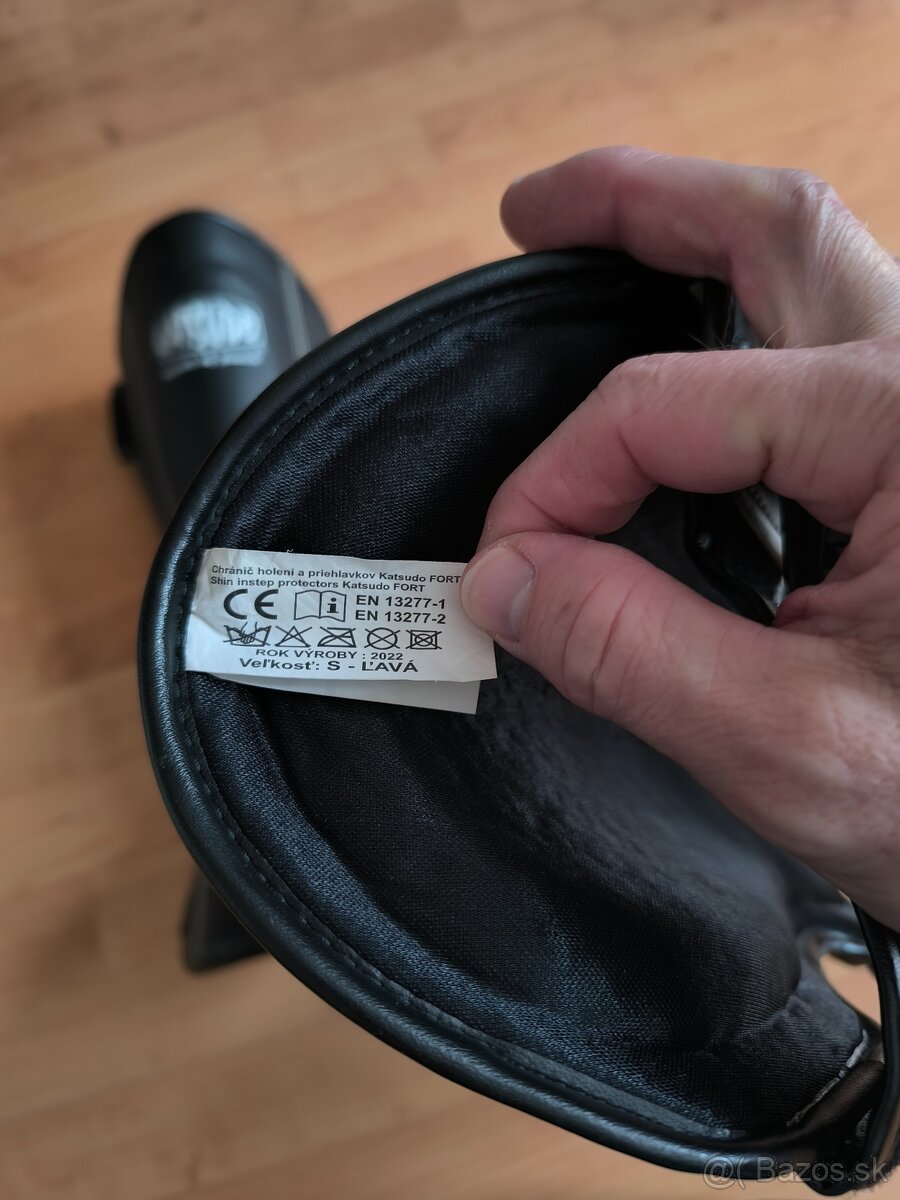 Chránič holení a priehlavkov Katsudo FORT
Shin instep protectors Katsudo FORT
CE
i
EN 13277-1
EN 13277-2
ROK VÝROBY : 2022
Veľkosť: S - ĽAVÁ
@( Bazos.sk